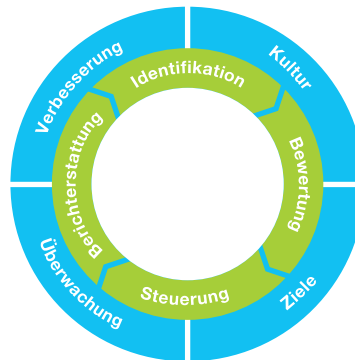 Verbesserung
Kultur
Identifikation
Bewertung
Berichterstattung
Steuerung
Überwachung
Ziele